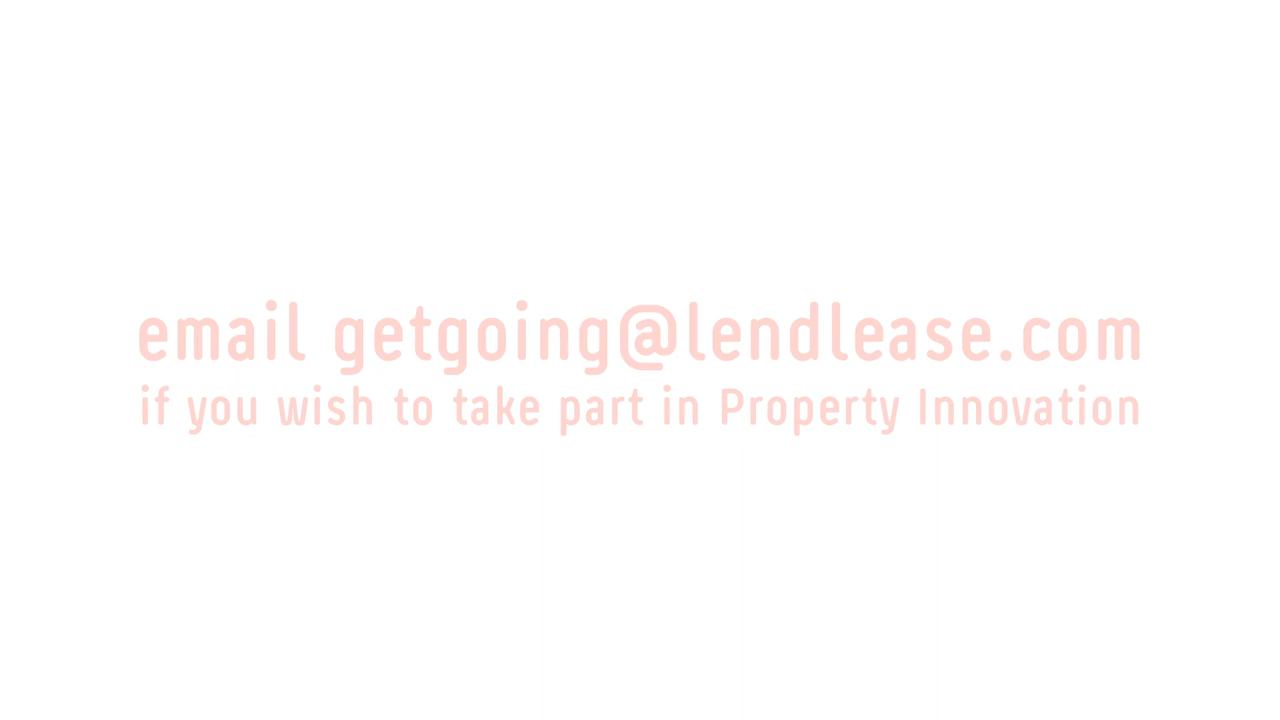 email getgoing@lendlease.com
if you wish to take part in Property Innovation